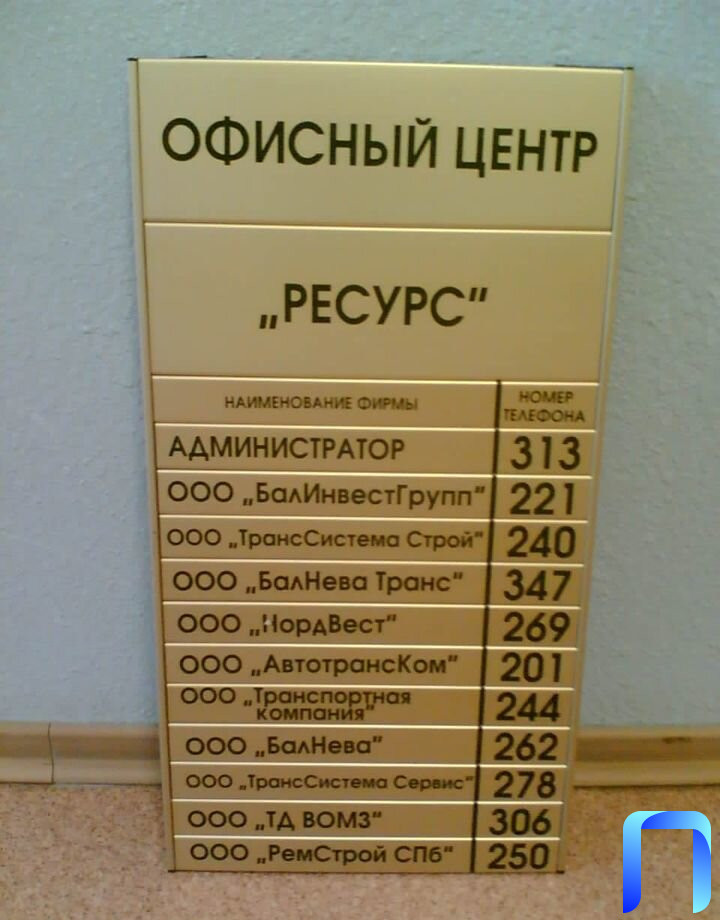 ОФИСНЫЙ ЦЕНТР
„РЕСУРС“
НАИМЕНОВАНИЕ ФИРМЫ НОМЕР ТЕЛЕФОНА
АДМИНИСТРАТОР 313
ООО „БалИнвестГрупп“ 221
ООО „ТрансСистема Строй“ 240
ООО „БалНева Транс“ 347
ООО „НордВест“ 269
ООО „АвтотрансКом“ 201
ООО „Транспортная
компания“ 244
ООО „БалНева“ 262
ООО „ТрансСистема Сервис“ 278
ООО „ТД ВОМЗ“ 306
ООО „РемСтрой СПб“ 250